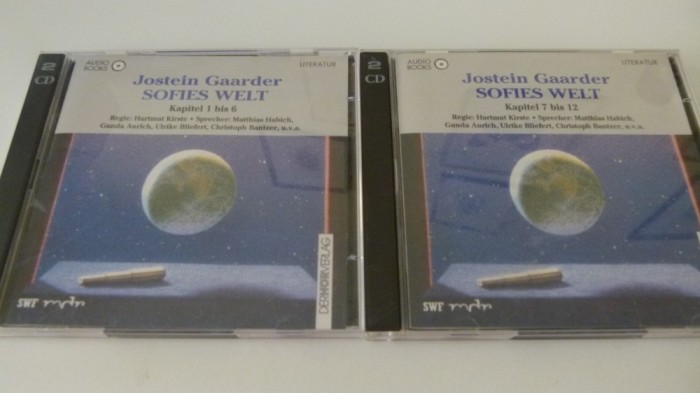 2
CD
AUDIO
BOOKS
LITERATUR
Jostein Gaarder
SOFIES WELT
Kapitel 1 bis 6
Regie: Hartmut Kirste • Sprecher: Matthias Habich,
Gunda Aurich, Ulrike Bliefert, Christoph Bantzer, u.v.a.
DERHÖRVERLAG
SWF mdr
2
CD
AUDIO
BOOKS
LITERATUR
Jostein Gaarder
SOFIES WELT
Kapitel 7 bis 12
Regie: Hartmut Kirste • Sprecher: Matthias Habich,
Gunda Aurich, Ulrike Bliefert, Christoph Bantzer, u.v.a.
SWF mdr